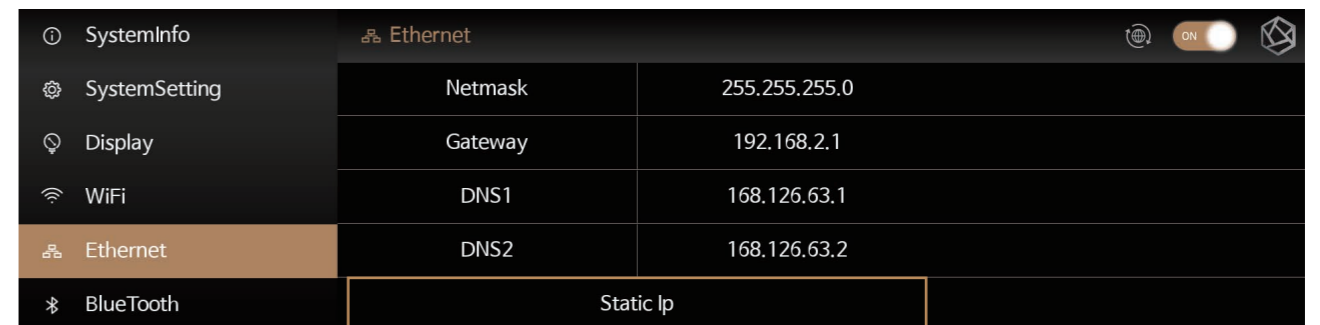 SystemInfo
SystemSetting
Display
WiFi
Ethernet
BlueTooth
Ethernet
ON
Netmask 255.255.255.0
Gateway 192.168.2.1
DNS1 168.126.63.1
DNS2 168.126.63.2
Static Ip